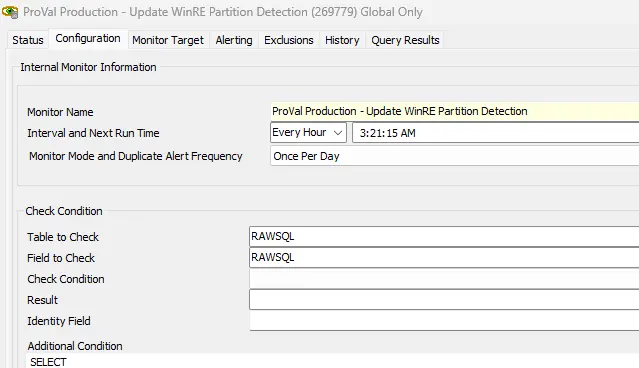 ProVal Production - Update WinRE Partition Detection (269779) Global Only
Status Configuration Monitor Target Alerting Exclusions History Query Results
Internal Monitor Information
Monitor Name ProVal Production - Update WinRE Partition Detection
Interval and Next Run Time Every Hour 3:21:15 AM
Monitor Mode and Duplicate Alert Frequency Once Per Day
Check Condition
Table to Check RAWSQL
Field to Check RAWSQL
Check Condition
Result
Identity Field
Additional Condition
SELECT